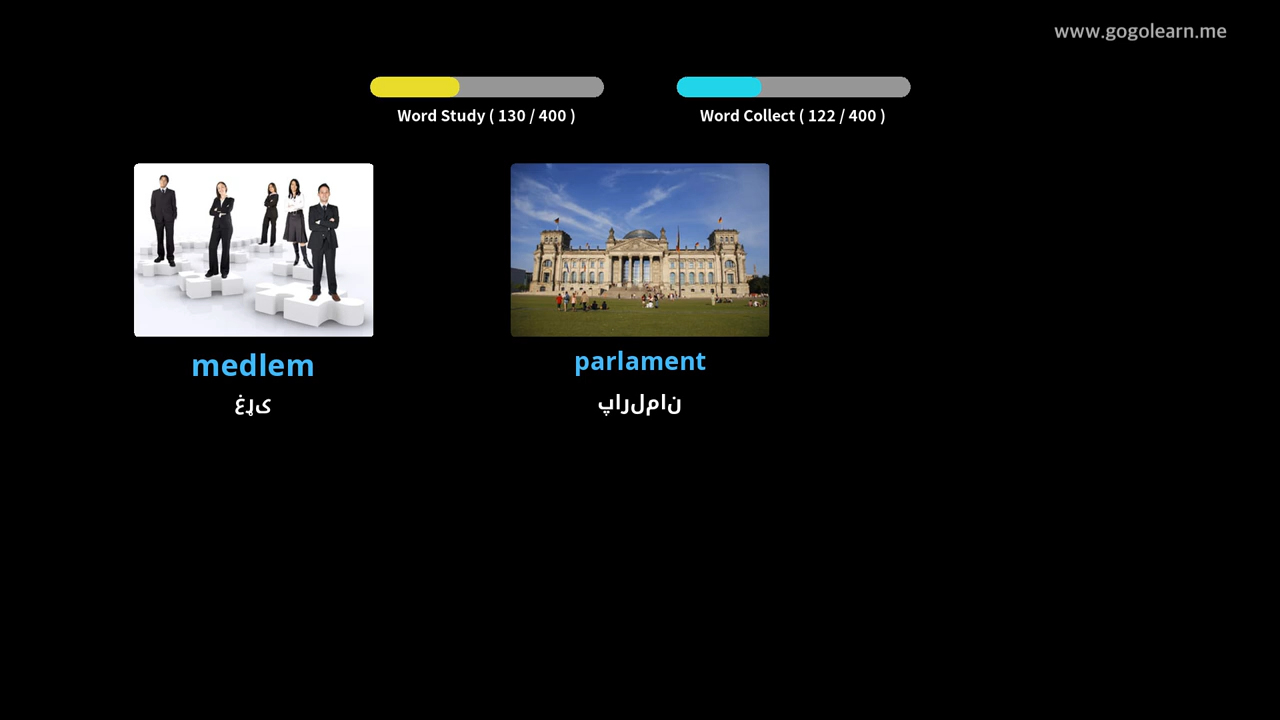 www.gogolearn.me
Word Study ( 130 / 400 )
Word Collect ( 122 / 400 )
medlem
غړی
parlament
پارلمان